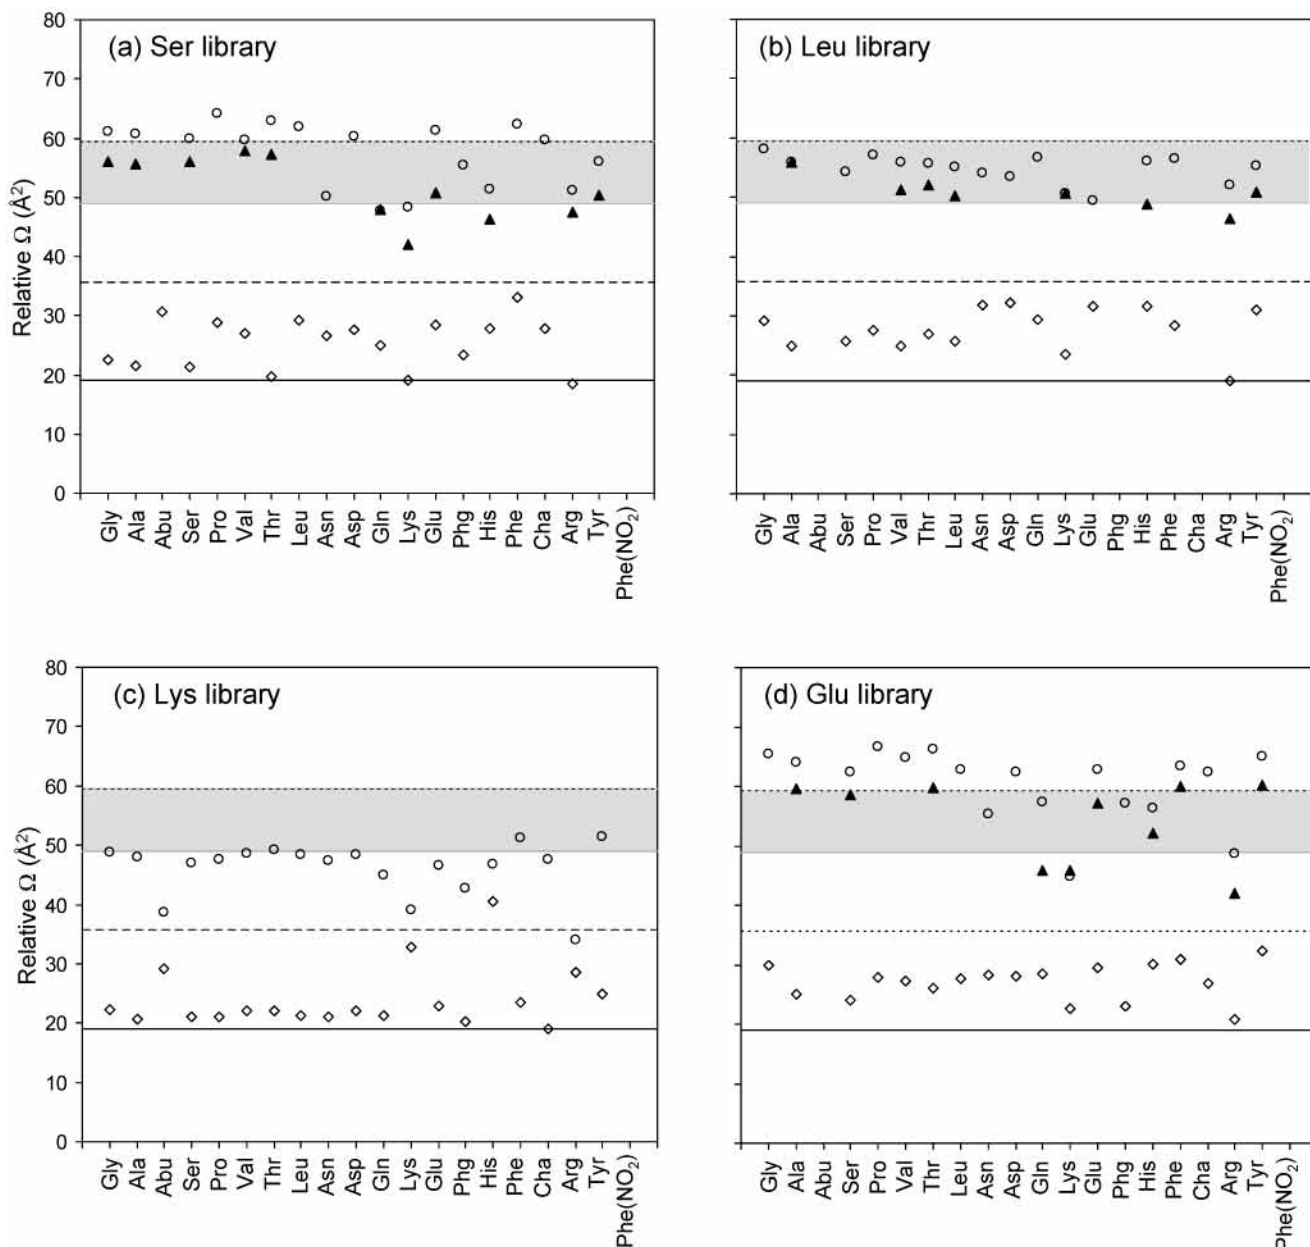 (a) Ser library
Relative Ω (Å²)
80
70
60
50
40
30
20
10
0
Gly
Ala
Abu
Ser
Pro
Val
Thr
Leu
Asn
Asp
Gln
Lys
Glu
Phg
His
Phe
Cha
Arg
Tyr
Phe(NO₂)
(b) Leu library
Gly
Ala
Abu
Ser
Pro
Val
Thr
Leu
Asn
Asp
Gln
Lys
Glu
Phg
His
Phe
Cha
Arg
Tyr
Phe(NO₂)
(c) Lys library
Relative Ω (Å²)
80
70
60
50
40
30
20
10
0
Gly
Ala
Abu
Ser
Pro
Val
Thr
Leu
Asn
Asp
Gln
Lys
Glu
Phg
His
Phe
Cha
Arg
Tyr
Phe(NO₂)
(d) Glu library
Gly
Ala
Abu
Ser
Pro
Val
Thr
Leu
Asn
Asp
Gln
Lys
Glu
Phg
His
Phe
Cha
Arg
Tyr
Phe(NO₂)